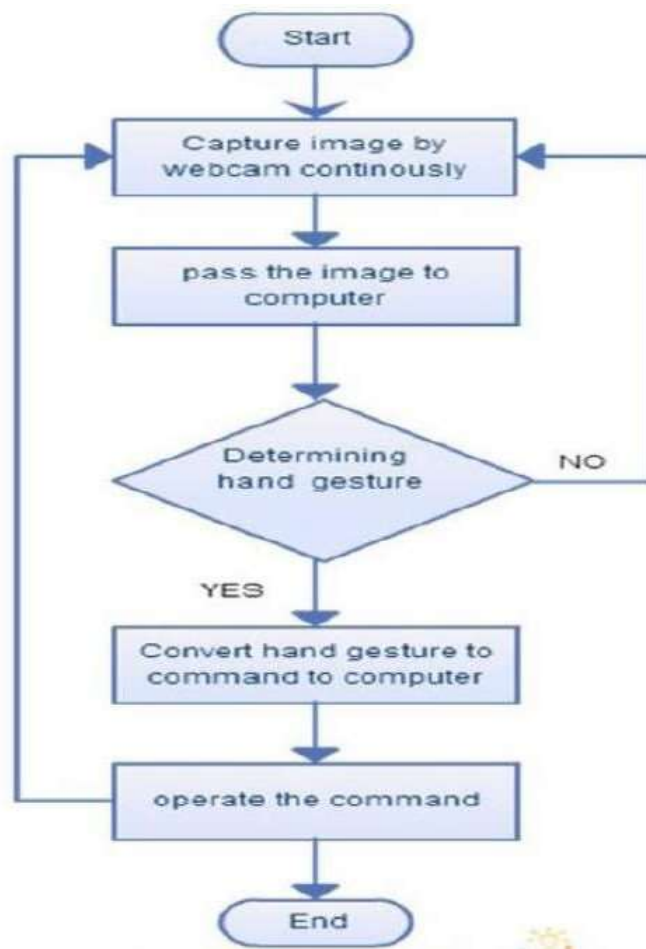 Start
Capture image by
webcam continously
pass the image to
computer
Determining
hand gesture
NO
YES
Convert hand gesture to
command to computer
operate the command
End